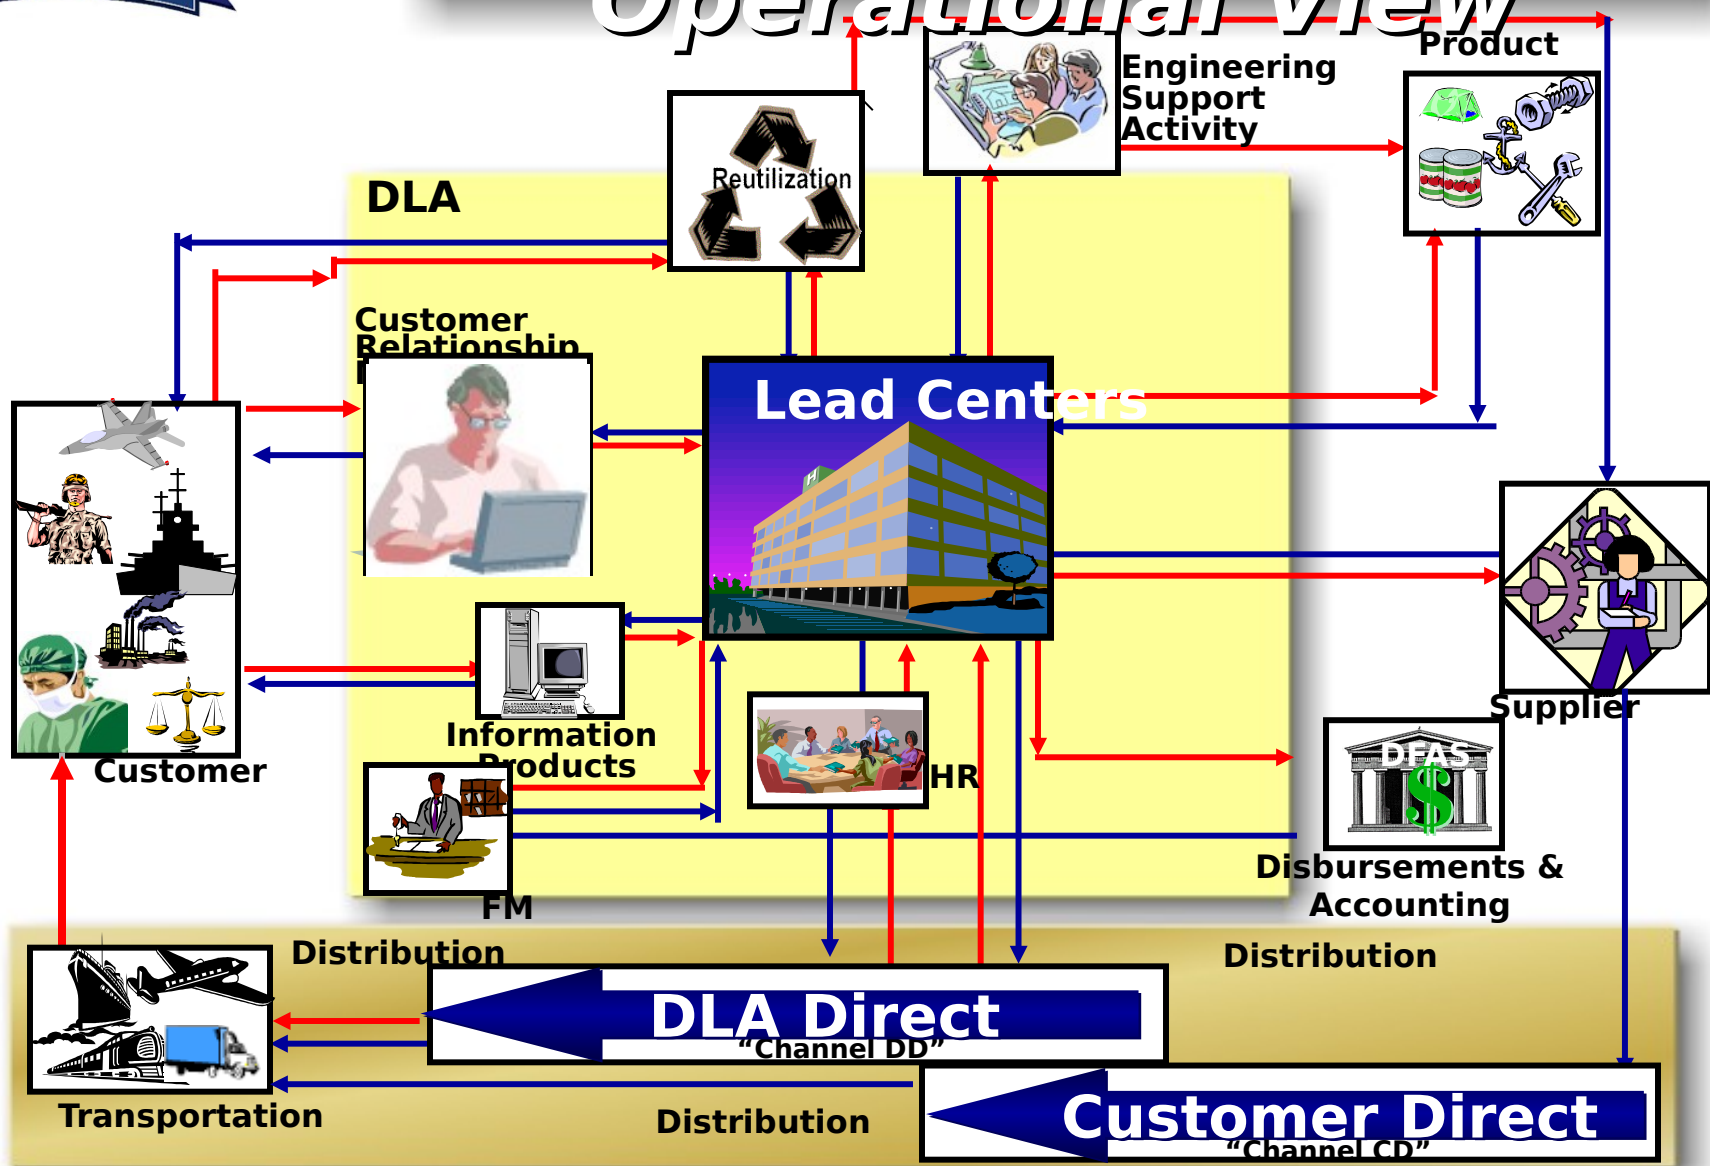 Operational View
Product
Engineering
Support
Activity
Reutilization
DLA
Customer
Relationship
Lead Centers
Information
Products
Customer
HR
Supplier
DFAS
$
Disbursements &
Accounting
FM
Distribution
Distribution
DLA Direct
“Channel DD”
Transportation
Distribution
Customer Direct
“Channel CD”
H